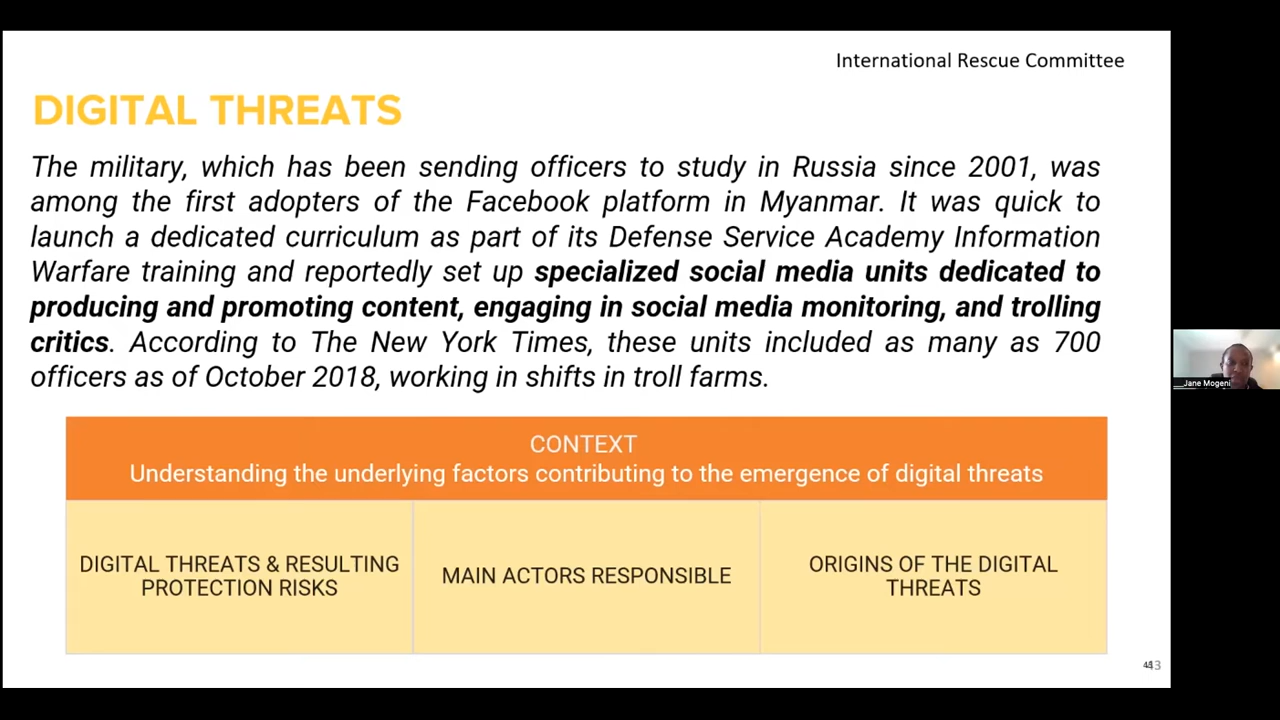 International Rescue Committee
DIGITAL THREATS
The military, which has been sending officers to study in Russia since 2001, was
among the first adopters of the Facebook platform in Myanmar. It was quick to
launch a dedicated curriculum as part of its Defense Service Academy Information
Warfare training and reportedly set up specialized social media units dedicated to
producing and promoting content, engaging in social media monitoring, and trolling
critics. According to The New York Times, these units included as many as 700
officers as of October 2018, working in shifts in troll farms.
CONTEXT
Understanding the underlying factors contributing to the emergence of digital threats
DIGITAL THREATS & RESULTING
PROTECTION RISKS
MAIN ACTORS RESPONSIBLE
ORIGINS OF THE DIGITAL
THREATS
Jane Mogeni